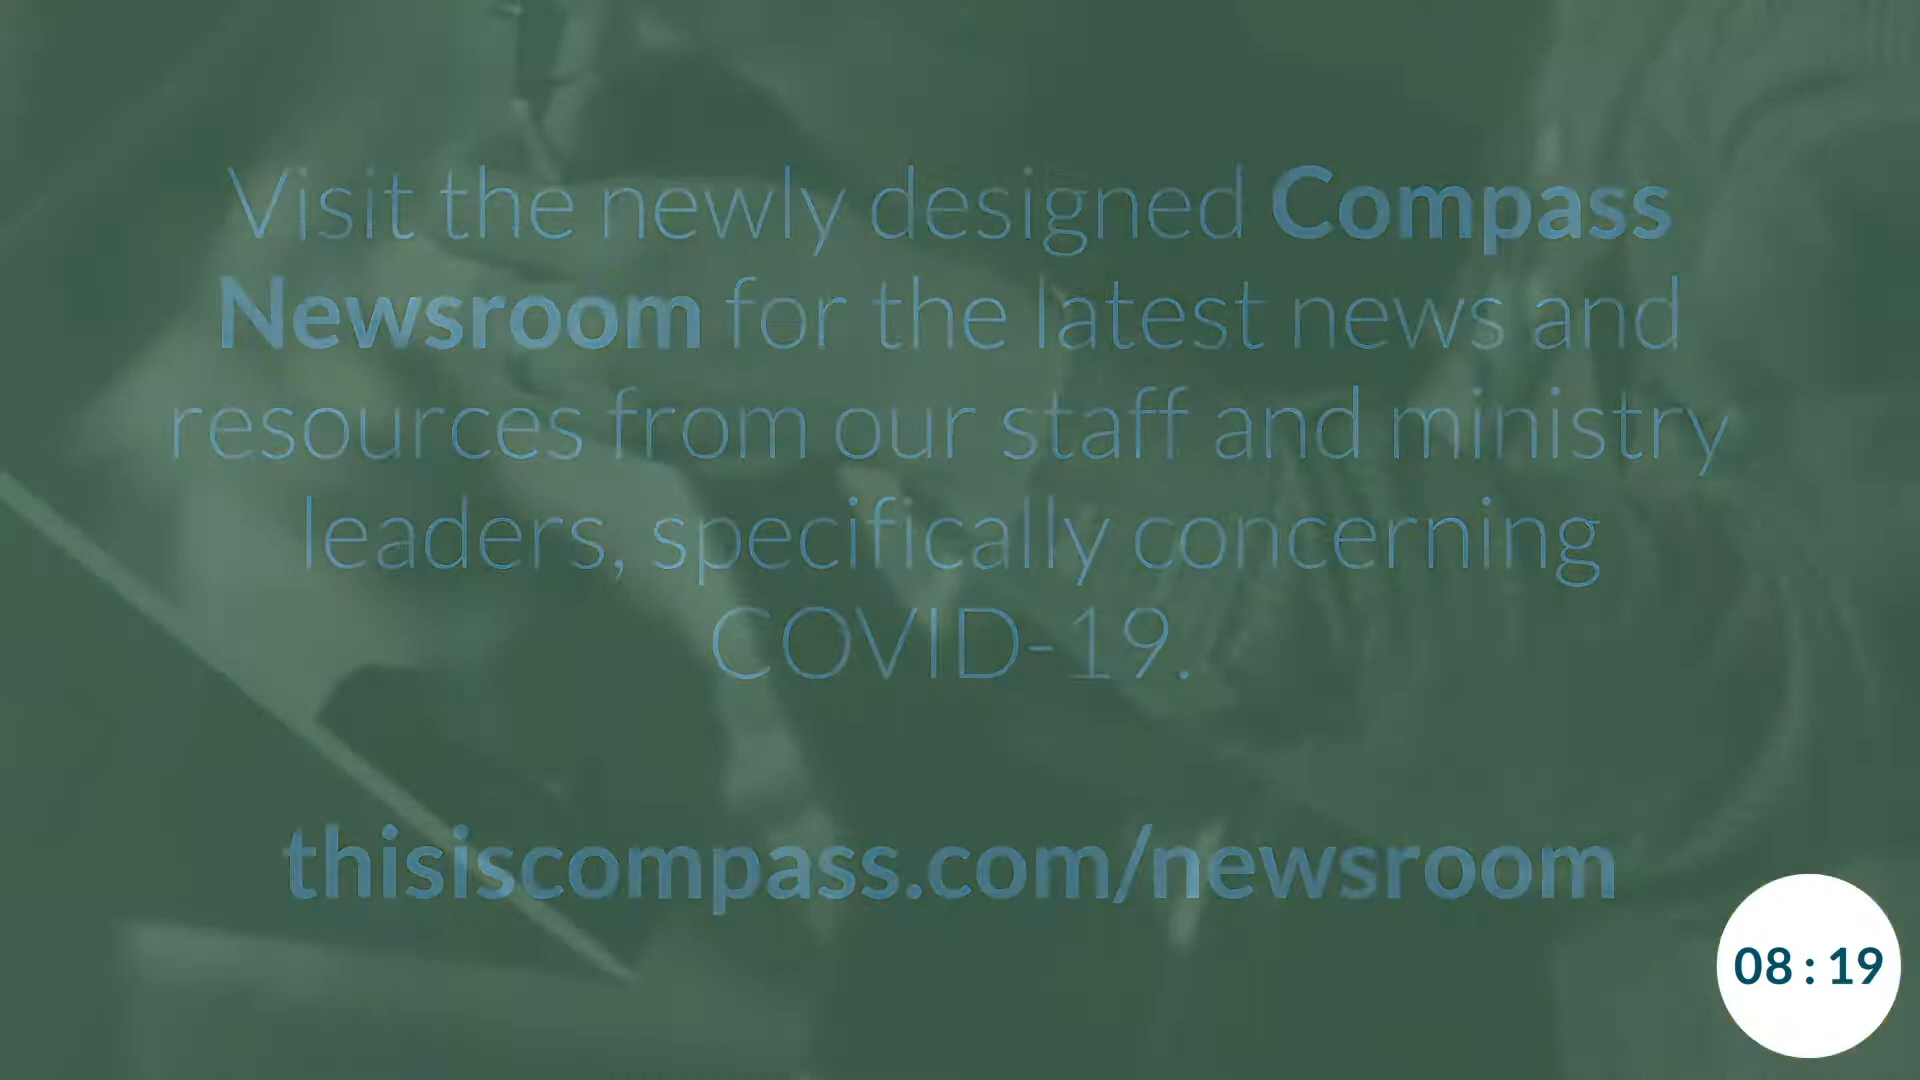 Visit the newly designed Compass
Newsroom for the latest news and
resources from our staff and ministry
leaders, specifically concerning
COVID-19.
thisiscompass.com/newsroom
08:19